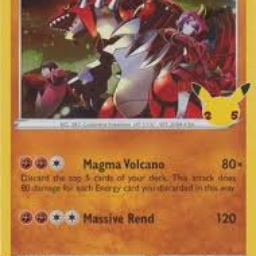 25
Magma Volcano 80×
Discard the top 5 cards of your deck. This attack does
80 damage for each Energy card you discarded in this way.
Massive Rend 120